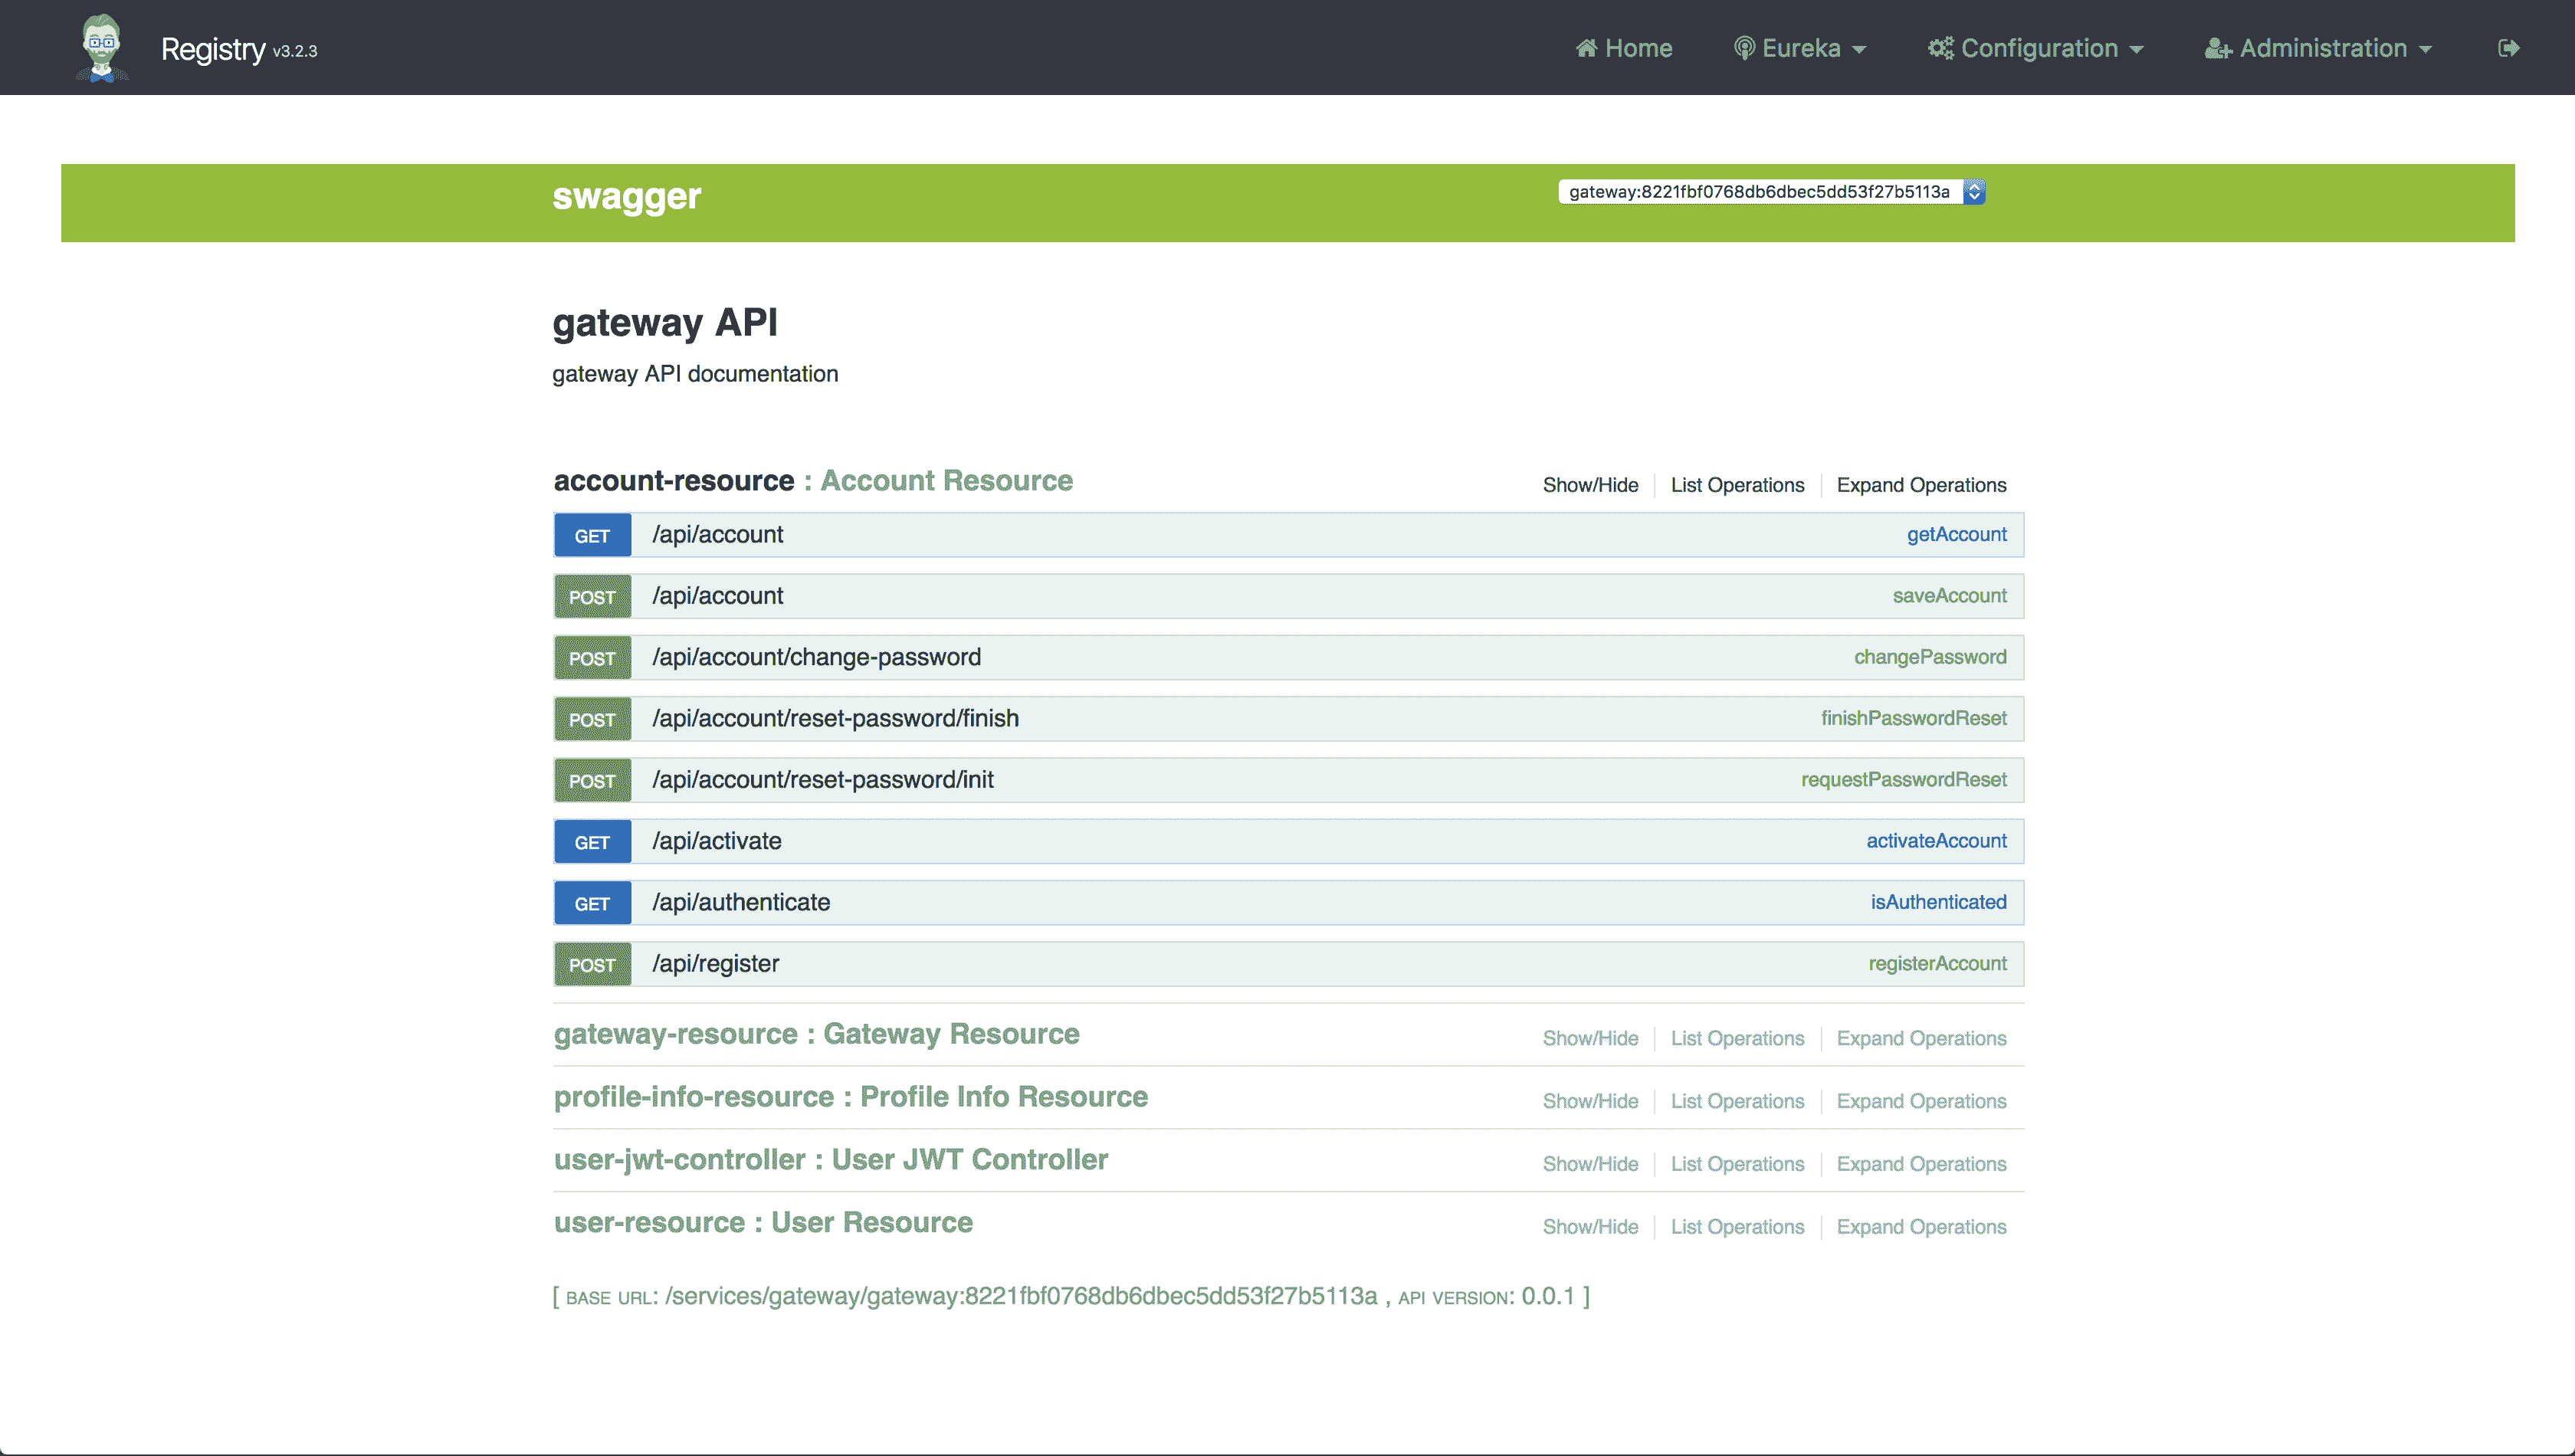 Registry v3.2.3 Home Eureka Configuration Administration
swagger gateway:8221fbf0768db6dbec5dd53f27b5113a
gateway API
gateway API documentation
account-resource : Account Resource Show/Hide List Operations Expand Operations
GET /api/account getAccount
POST /api/account saveAccount
POST /api/account/change-password changePassword
POST /api/account/reset-password/finish finishPasswordReset
POST /api/account/reset-password/init requestPasswordReset
GET /api/activate activateAccount
GET /api/authenticate isAuthenticated
POST /api/register registerAccount
gateway-resource : Gateway Resource Show/Hide List Operations Expand Operations
profile-info-resource : Profile Info Resource Show/Hide List Operations Expand Operations
user-jwt-controller : User JWT Controller Show/Hide List Operations Expand Operations
user-resource : User Resource Show/Hide List Operations Expand Operations
[ BASE URL: /services/gateway/gateway:8221fbf0768db6dbec5dd53f27b5113a , API VERSION: 0.0.1 ]